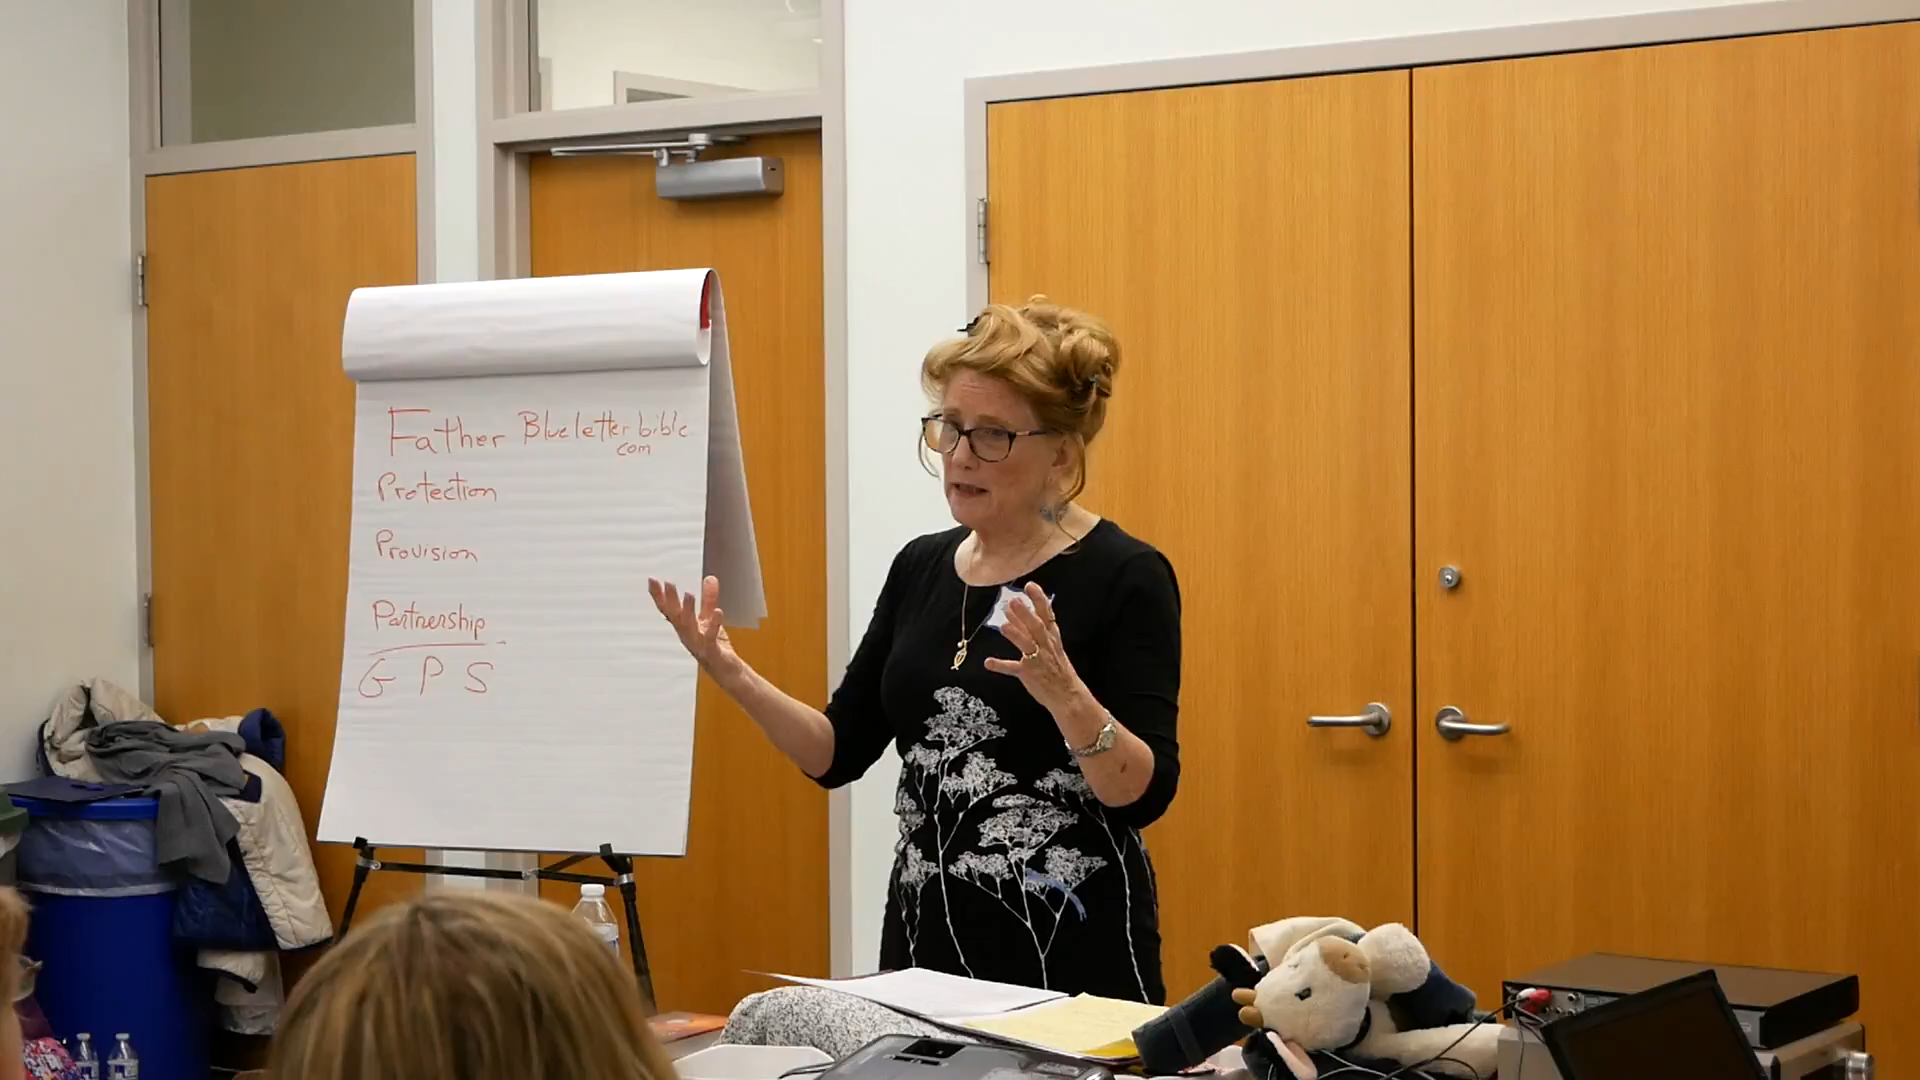 Father Blueletterbible
com
Protection
Provision
Partnership
G P S